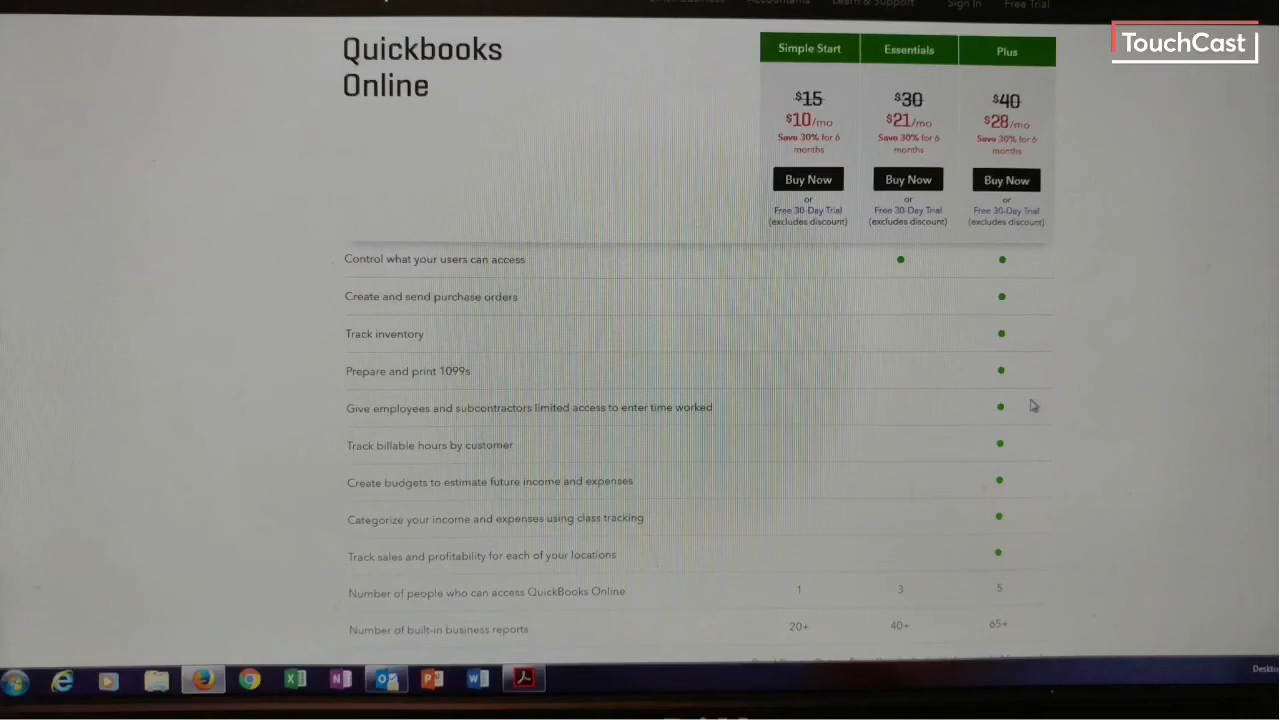 Learn & Support Sign In Free Trial
TouchCast
Quickbooks
Online
Simple Start Essentials Plus
$15 $30 $40
$10/mo $21/mo $28/mo
Save 30% for 6 Save 30% for 6 Save 30% for 6
months months months
Buy Now Buy Now Buy Now
or or or
Free 30-Day Trial Free 30-Day Trial Free 30-Day Trial
(excludes discount) (excludes discount) (excludes discount)
Control what your users can access
Create and send purchase orders
Track inventory
Prepare and print 1099s
Give employees and subcontractors limited access to enter time worked
Track billable hours by customer
Create budgets to estimate future income and expenses
Categorize your income and expenses using class tracking
Track sales and profitability for each of your locations
Number of people who can access QuickBooks Online 1 3 5
Number of built-in business reports 20+ 40+ 65+